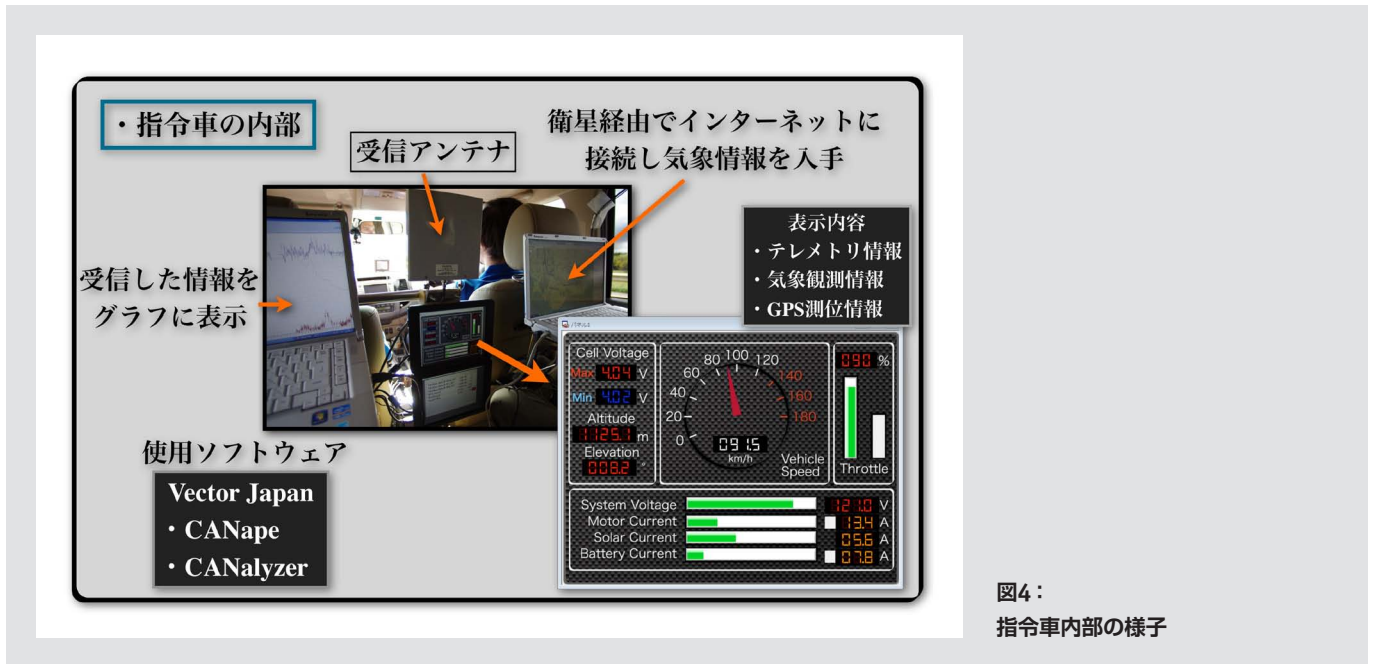 ・指令車の内部
受信アンテナ
衛星経由でインターネットに
接続し気象情報を入手
表示内容
・テレメトリ情報
・気象観測情報
・GPS測位情報
受信した情報を
グラフに表示
使用ソフトウェア
Vector Japan
・CANape
・CANalyzer
Cell Voltage
Max 4.04 V
Min 4.02 V
Altitude
1125.1 m
Elevation
008.2 °
0
20
40
60
80
100
120
140
160
180
091.5
km/h
Vehicle
Speed
090 %
Throttle
System Voltage 121.0 V
Motor Current 13.4 A
Solar Current 05.6 A
Battery Current 07.8 A
図4：
指令車内部の様子